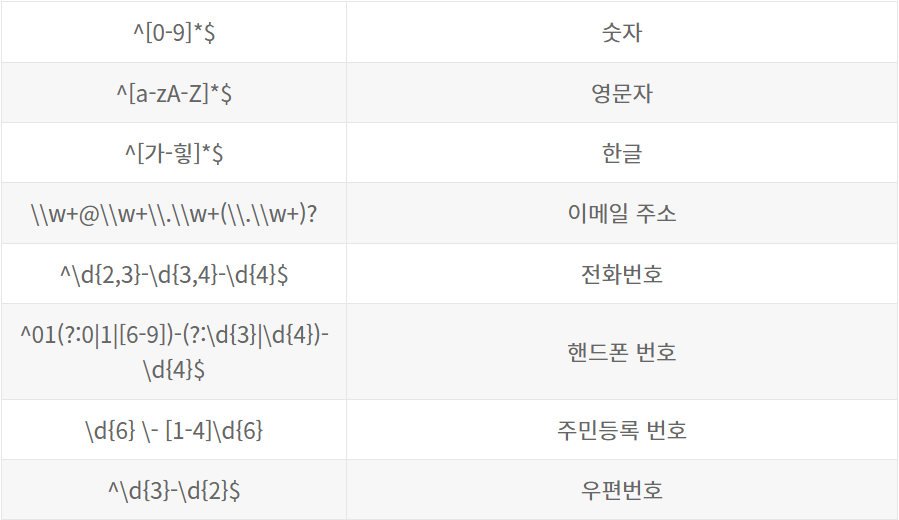 ^[0-9]*$ 숫자
^[a-zA-Z]*$ 영문자
^[가-힣]*$ 한글
\\w+@\\w+\\.\\w+(\\.\\w+)? 이메일 주소
^\d{2,3}-\d{3,4}-\d{4}$ 전화번호
^01(?:0|1|[6-9])-(?:\d{3}|\d{4})-
\d{4}$ 핸드폰 번호
\d{6} \- [1-4]\d{6} 주민등록 번호
^\d{3}-\d{2}$ 우편번호